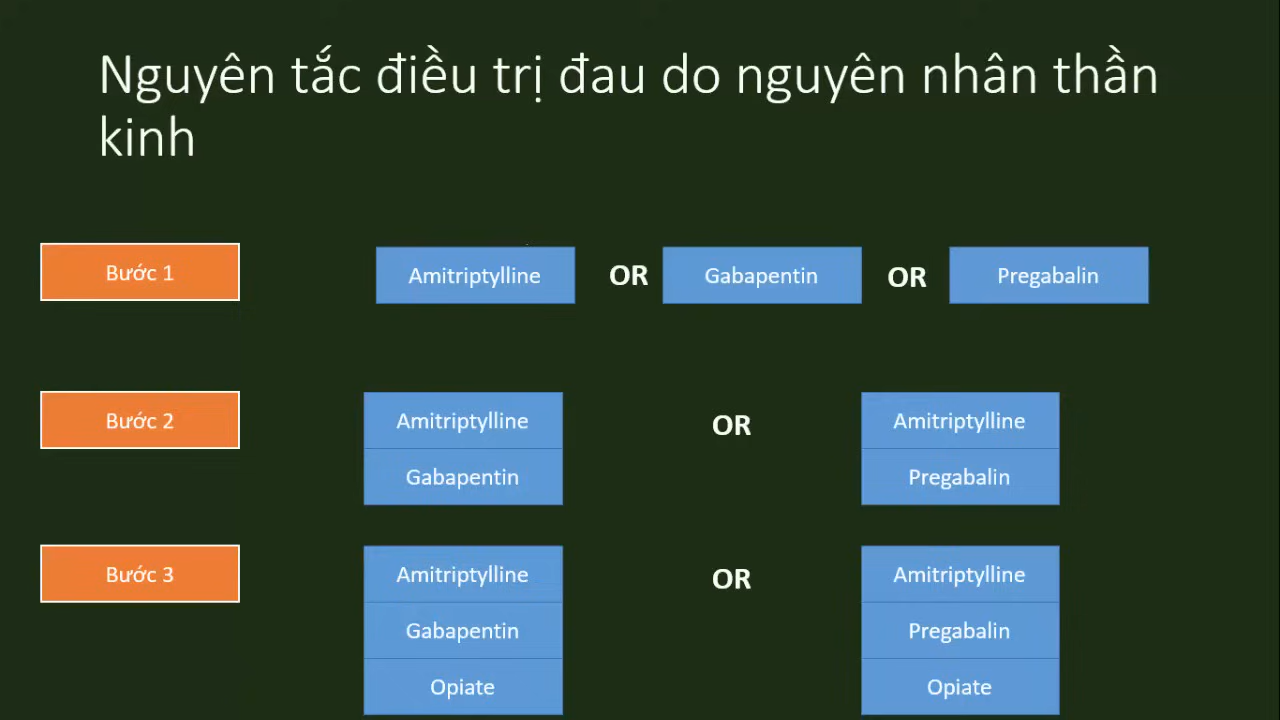 Nguyên tắc điều trị đau do nguyên nhân thần
kinh
Bước 1
Amitriptylline OR Gabapentin OR Pregabalin
Bước 2
Amitriptylline OR Amitriptylline
Gabapentin Pregabalin
Bước 3
Amitriptylline OR Amitriptylline
Gabapentin Pregabalin
Opiate Opiate